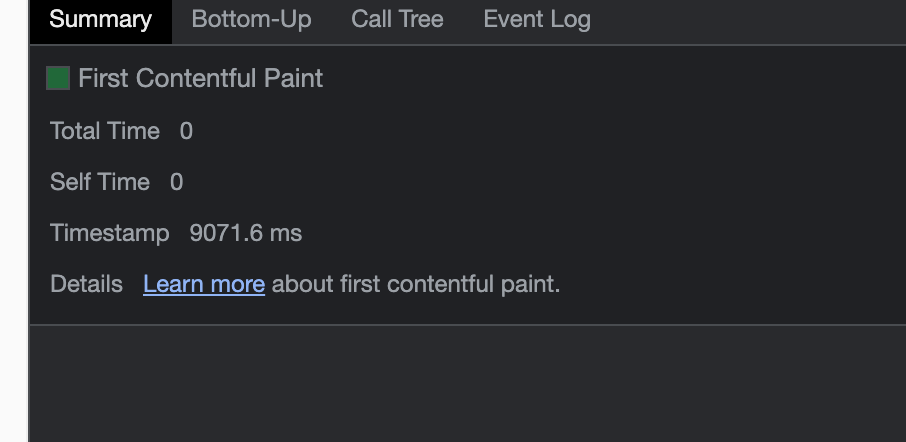 Summary Bottom-Up Call Tree Event Log
First Contentful Paint
Total Time 0
Self Time 0
Timestamp 9071.6 ms
Details Learn more about first contentful paint.